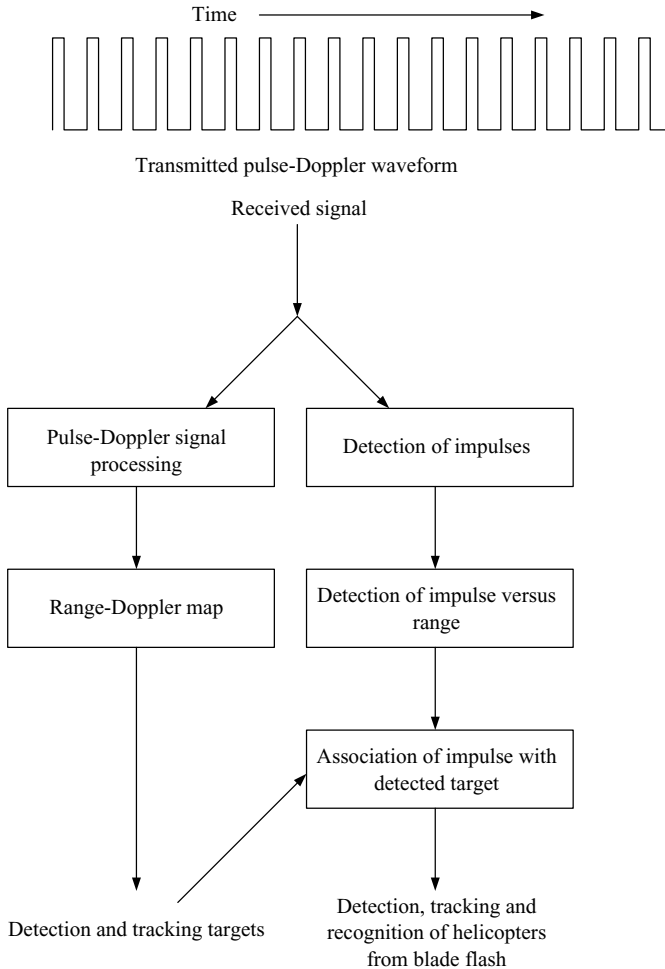 Time
Transmitted pulse-Doppler waveform
Received signal
Pulse-Doppler signal
processing
Detection of impulses
Range-Doppler map
Detection of impulse versus
range
Association of impulse with
detected target
Detection and tracking targets
Detection, tracking and
recognition of helicopters
from blade flash